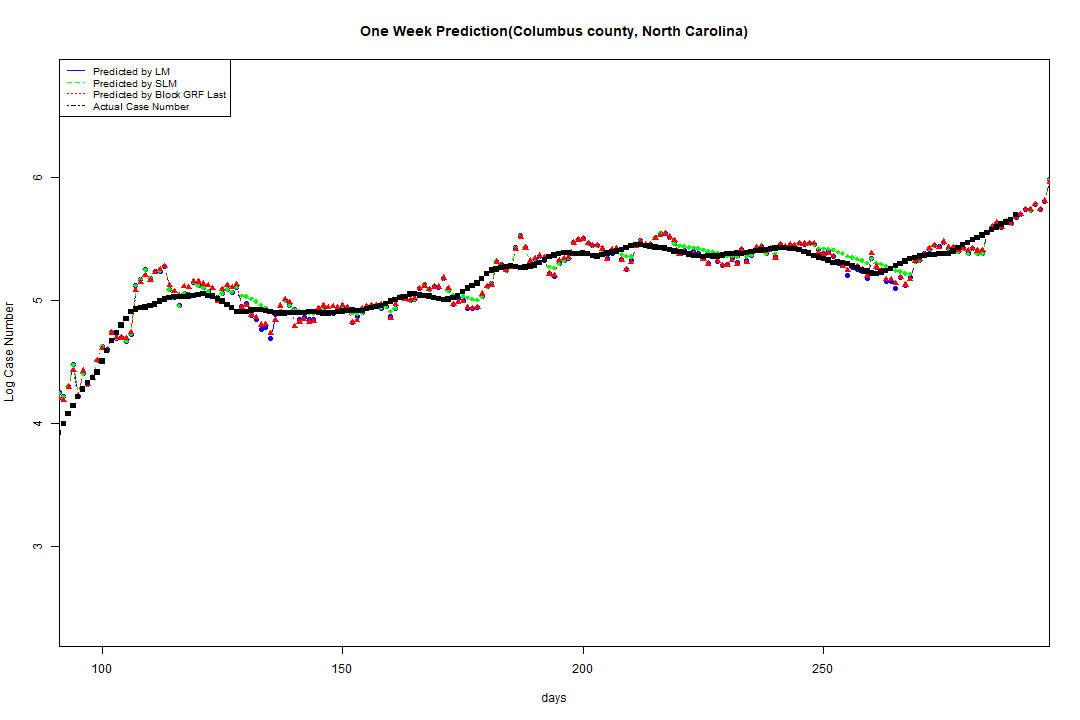 One Week Prediction(Columbus county, North Carolina)
Predicted by LM
Predicted by SLM
Predicted by Block GRF Last
Actual Case Number
6
5
4
3
Log Case Number
100 150 200 250
days